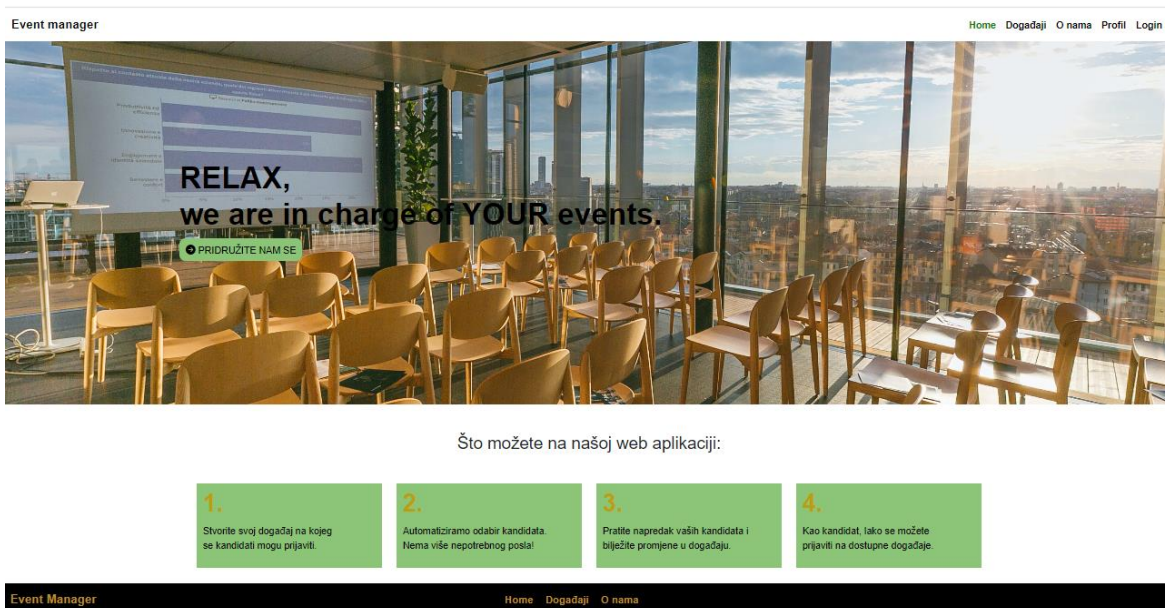 Event manager
Home Događaji O nama Profil Login
RELAX,
we are in charge of YOUR events.
PRIDRUŽITE NAM SE
Što možete na našoj web aplikaciji:
1.
Stvorite svoj događaj na kojeg
se kandidati mogu prijaviti.
2.
Automatiziramo odabir kandidata.
Nema više nepotrebnog posla!
3.
Pratite napredak vaših kandidata i
bilježite promjene u događaju.
4.
Kao kandidat, lako se možete
prijaviti na dostupne događaje.
Event Manager
Home Događaji O nama